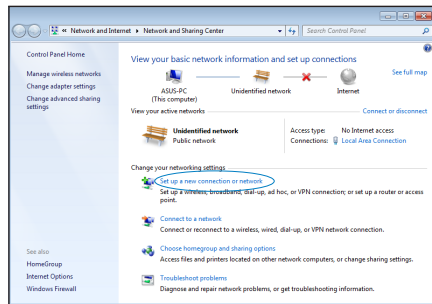 « Network and Internet ▸ Network and Sharing Center
Search Control Panel
Control Panel Home
Manage wireless networks
Change adapter settings
Change advanced sharing
settings
See also
HomeGroup
Internet Options
Windows Firewall
View your basic network information and set up connections
See full map
ASUS-PC
(This computer)
Unidentified network
Internet
View your active networks
Connect or disconnect
Unidentified network
Public network
Access type: No Internet access
Connections: Local Area Connection
Change your networking settings
Set up a new connection or network
Set up a wireless, broadband, dial-up, ad hoc, or VPN connection; or set up a router or access
point.
Connect to a network
Connect or reconnect to a wireless, wired, dial-up, or VPN network connection.
Choose homegroup and sharing options
Access files and printers located on other network computers, or change sharing settings.
Troubleshoot problems
Diagnose and repair network problems, or get troubleshooting information.